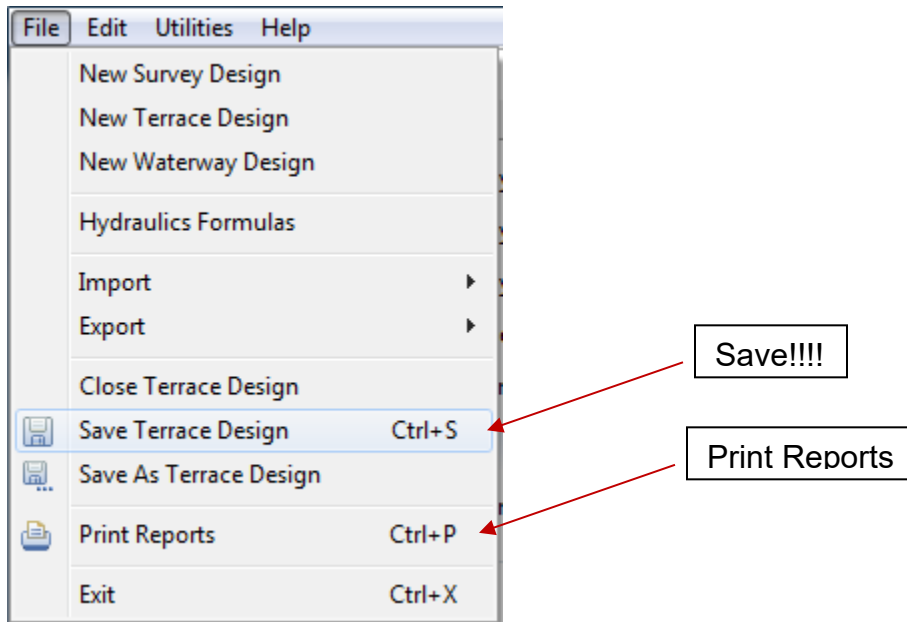 File Edit Utilities Help
New Survey Design
New Terrace Design
New Waterway Design
Hydraulics Formulas
Import
Export
Close Terrace Design
Save Terrace Design Ctrl+S
Save As Terrace Design
Print Reports Ctrl+P
Exit Ctrl+X
Save!!!!
Print Reports